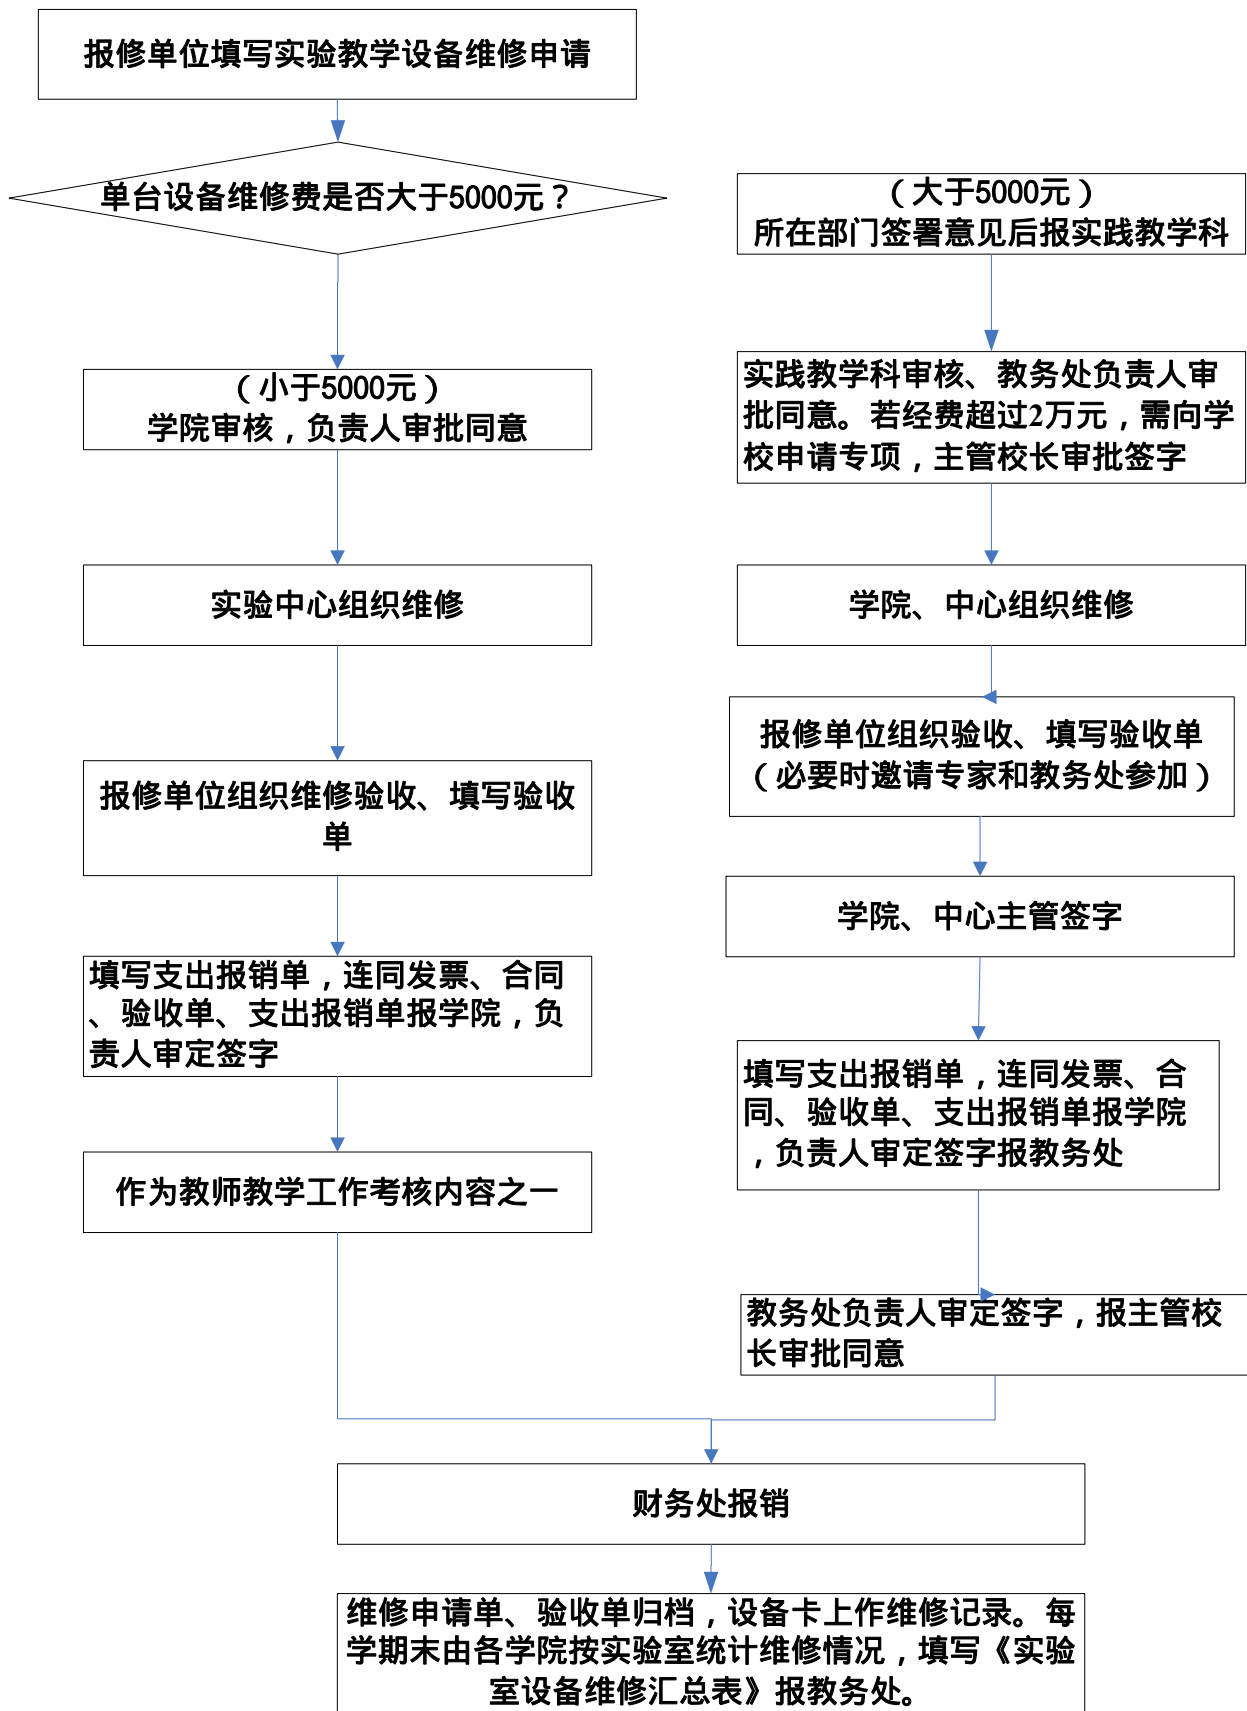 报修单位填写实验教学设备维修申请
单台设备维修费是否大于5000元？
（小于5000元）
学院审核，负责人审批同意
实验中心组织维修
报修单位组织维修验收、填写验收
单
填写支出报销单，连同发票、合同
、验收单、支出报销单报学院，负
责人审定签字
作为教师教学工作考核内容之一
（大于5000元）
所在部门签署意见后报实践教学科
实践教学科审核、教务处负责人审
批同意。若经费超过2万元，需向学
校申请专项，主管校长审批签字
学院、中心组织维修
报修单位组织验收、填写验收单
（必要时邀请专家和教务处参加）
学院、中心主管签字
填写支出报销单，连同发票、合
同、验收单、支出报销单报学院
，负责人审定签字报教务处
教务处负责人审定签字，报主管校
长审批同意
财务处报销
维修申请单、验收单归档，设备卡上作维修记录。每
学期末由各学院按实验室统计维修情况，填写《实验
室设备维修汇总表》报教务处。